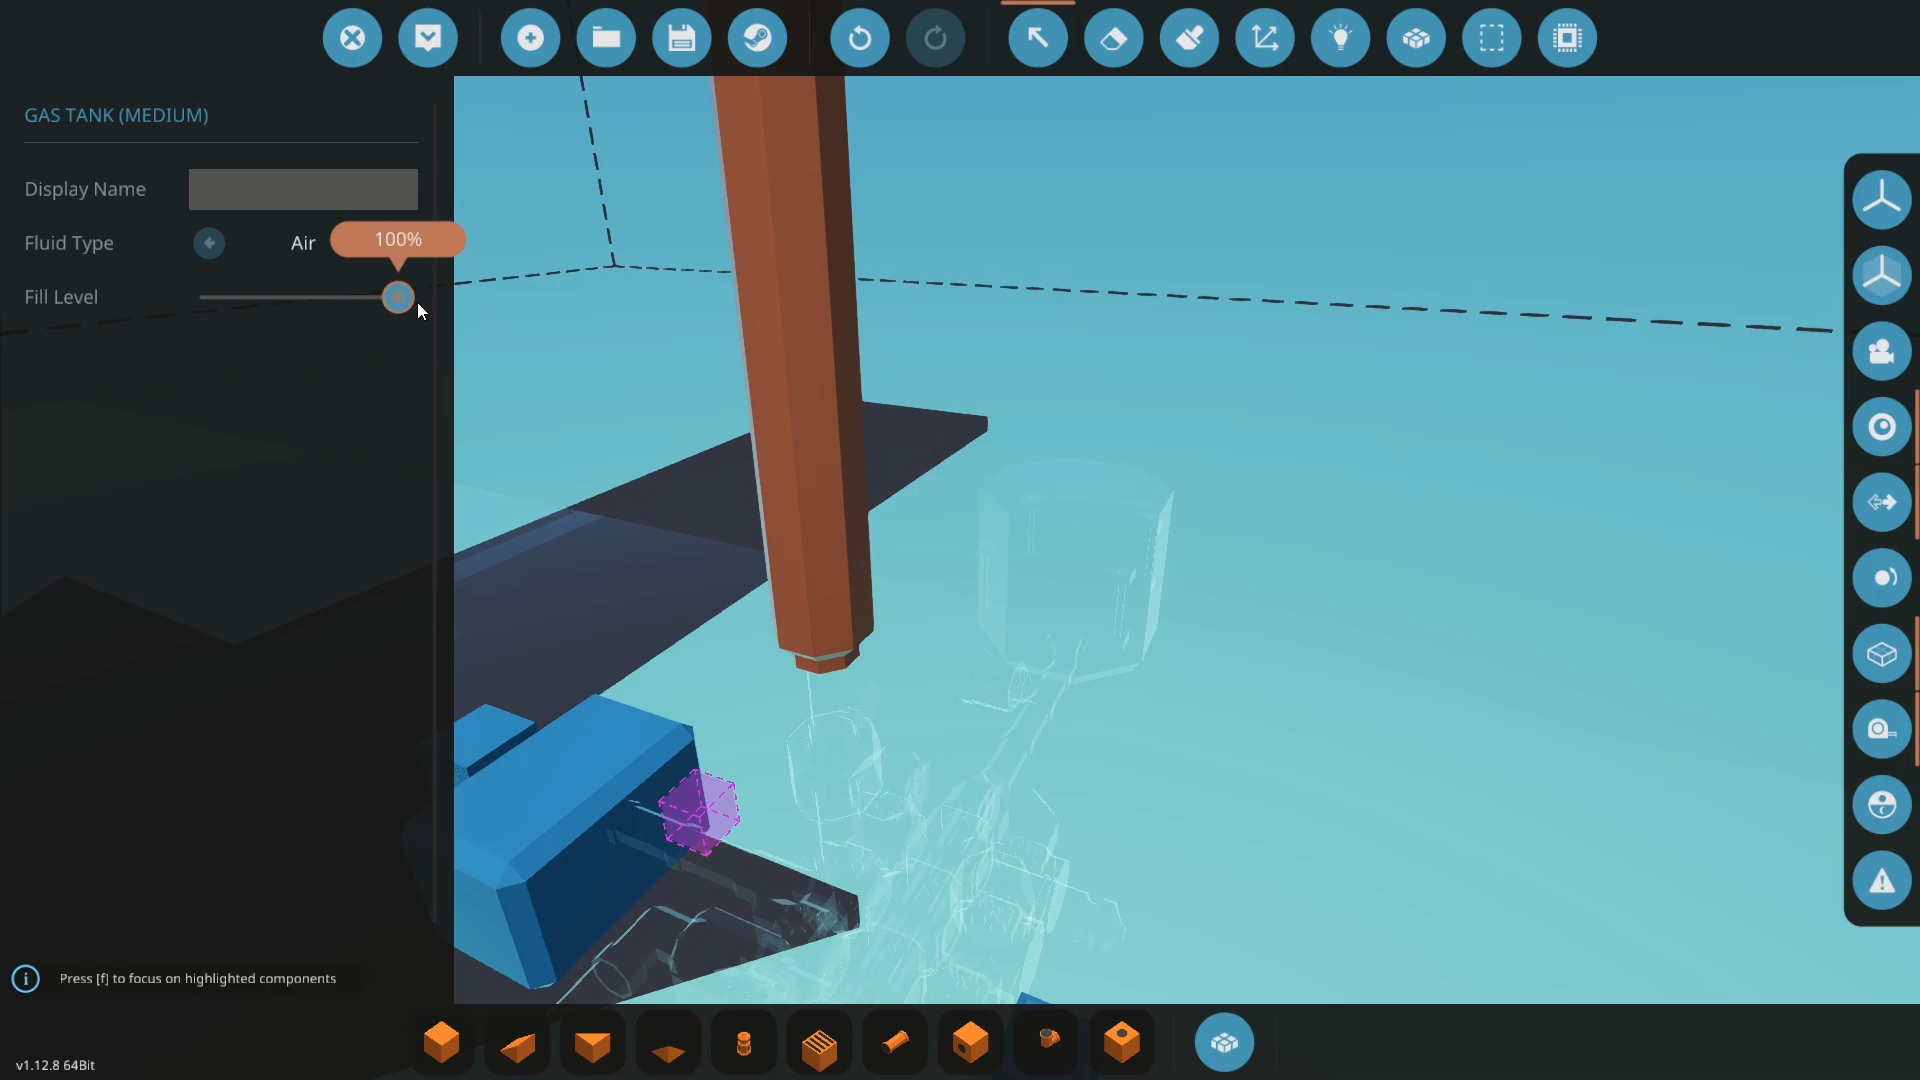 GAS TANK (MEDIUM)
Display Name
Fluid Type
Air
100%
Fill Level
Press [f] to focus on highlighted components
v1.12.8 64Bit